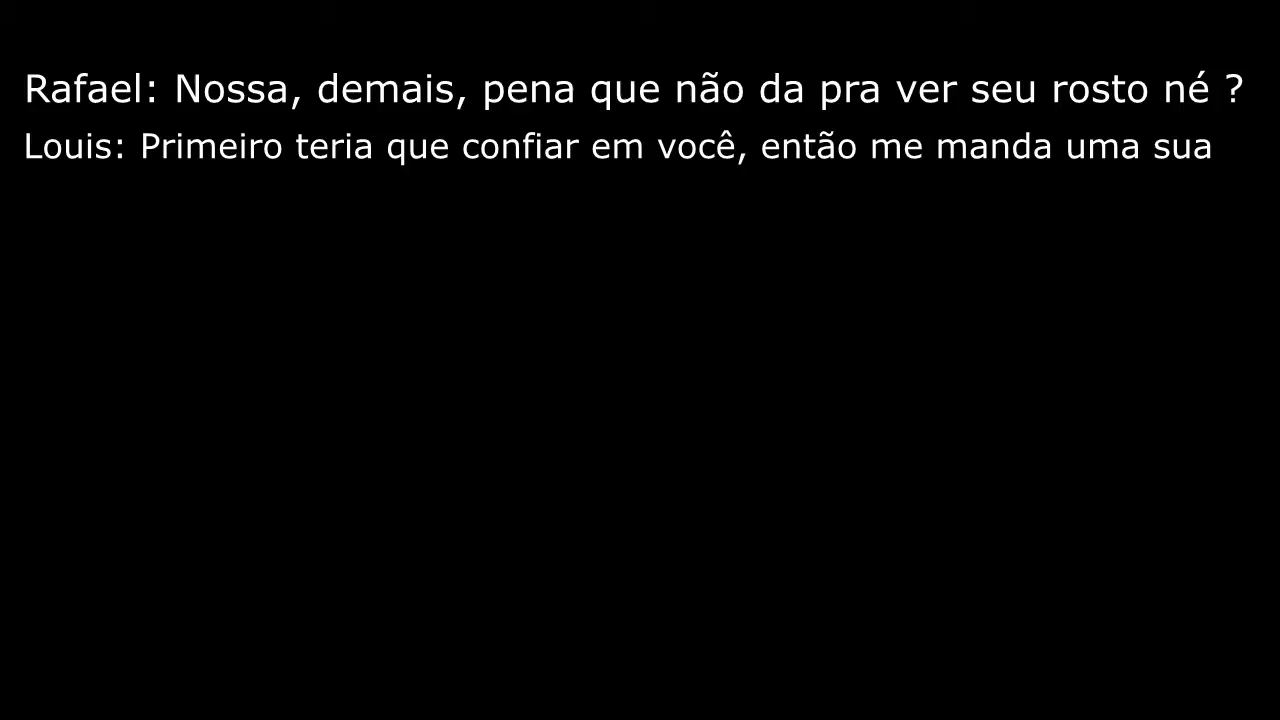 Rafael: Nossa, demais, pena que não da pra ver seu rosto né ?
Louis: Primeiro teria que confiar em você, então me manda uma sua